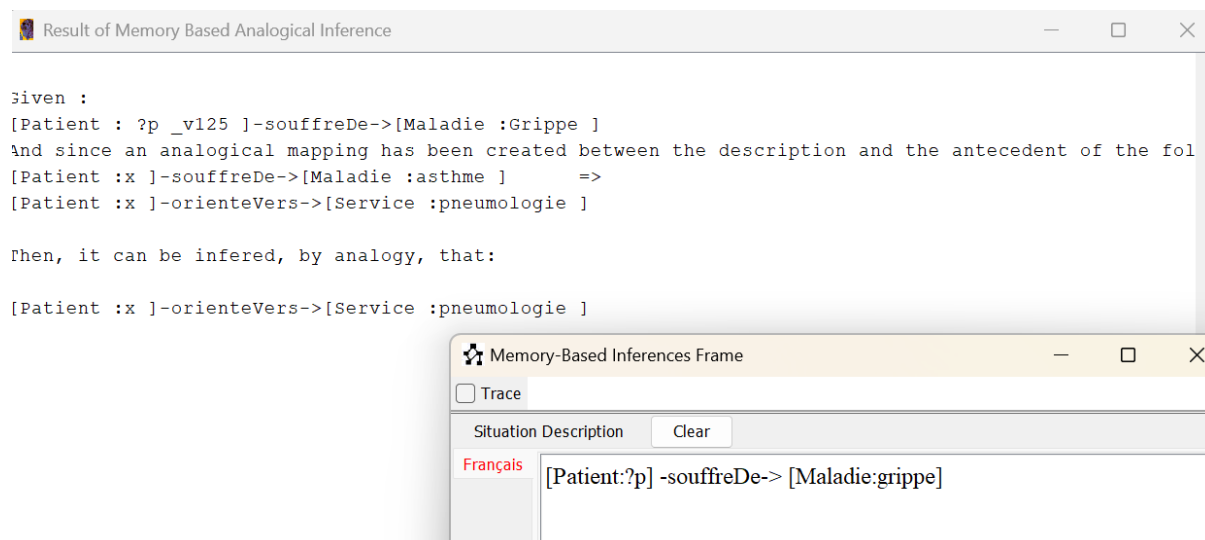 Result of Memory Based Analogical Inference
Given :
[Patient : ?p _v125 ]-souffreDe->[Maladie :Grippe ]
And since an analogical mapping has been created between the description and the antecedent of the fol
[Patient :x ]-souffreDe->[Maladie :asthme ]      =>
[Patient :x ]-orienteVers->[Service :pneumologie ]
Then, it can be infered, by analogy, that:
[Patient :x ]-orienteVers->[Service :pneumologie ]
Memory-Based Inferences Frame
Trace
Situation Description Clear
Français
[Patient:?p] -souffreDe-> [Maladie:grippe]